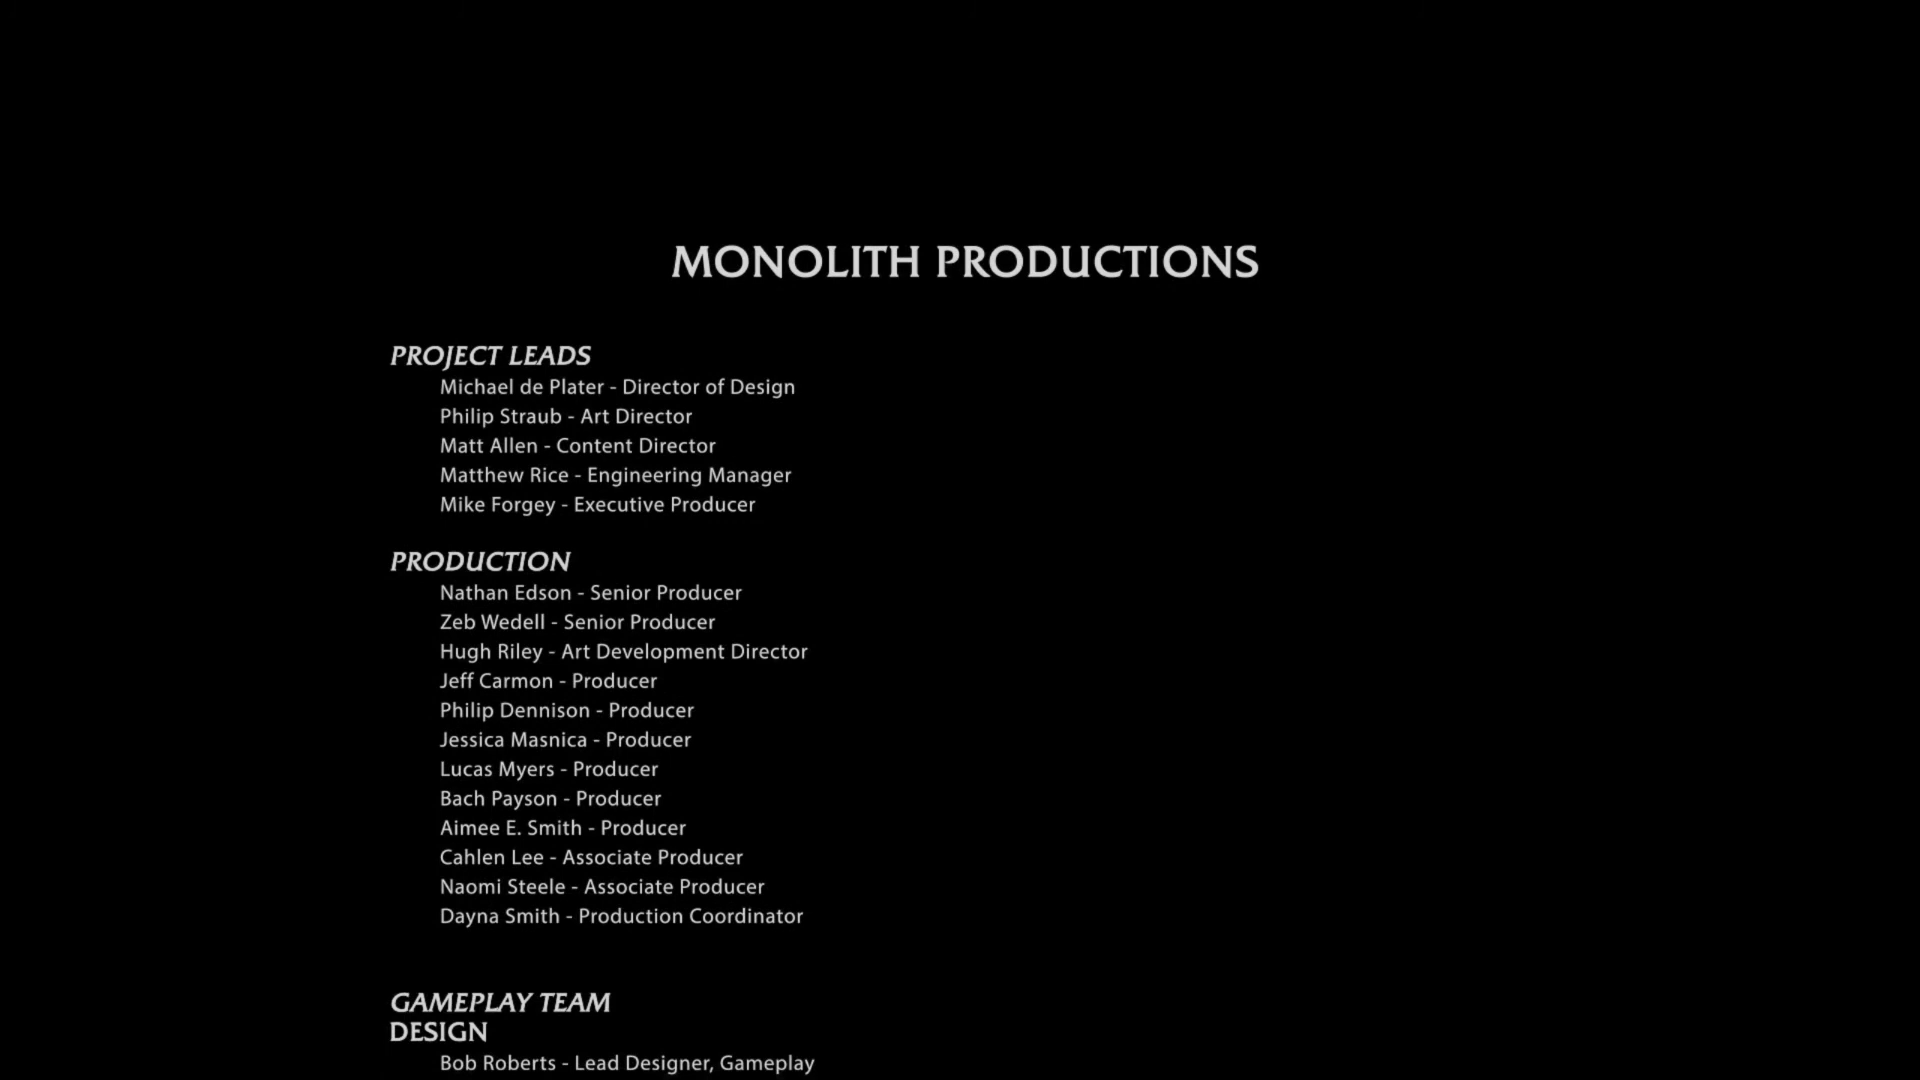 MONOLITH PRODUCTIONS
PROJECT LEADS
Michael de Plater - Director of Design
Philip Straub - Art Director
Matt Allen - Content Director
Matthew Rice - Engineering Manager
Mike Forgey - Executive Producer
PRODUCTION
Nathan Edson - Senior Producer
Zeb Wedell - Senior Producer
Hugh Riley - Art Development Director
Jeff Carmon - Producer
Philip Dennison - Producer
Jessica Masnica - Producer
Lucas Myers - Producer
Bach Payson - Producer
Aimee E. Smith - Producer
Cahlen Lee - Associate Producer
Naomi Steele - Associate Producer
Dayna Smith - Production Coordinator
GAMEPLAY TEAM
DESIGN
Bob Roberts - Lead Designer, Gameplay